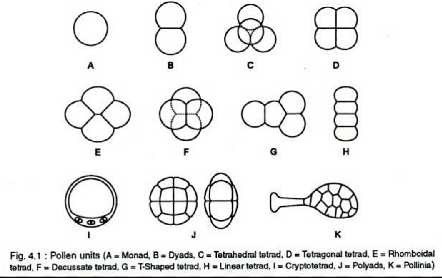 A B C D
E F G H
I J K
Fig. 4.1 : Pollen units (A = Monad, B = Dyads, C = Tetrahedral tetrad, D = Tetragonal tetrad, E = Rhomboidal
tetrad, F = Decussate tetrad, G = T-Shaped tetrad, H = Linear tetrad, I = Cryptotetrad, J = Polyads, K = Pollinia)